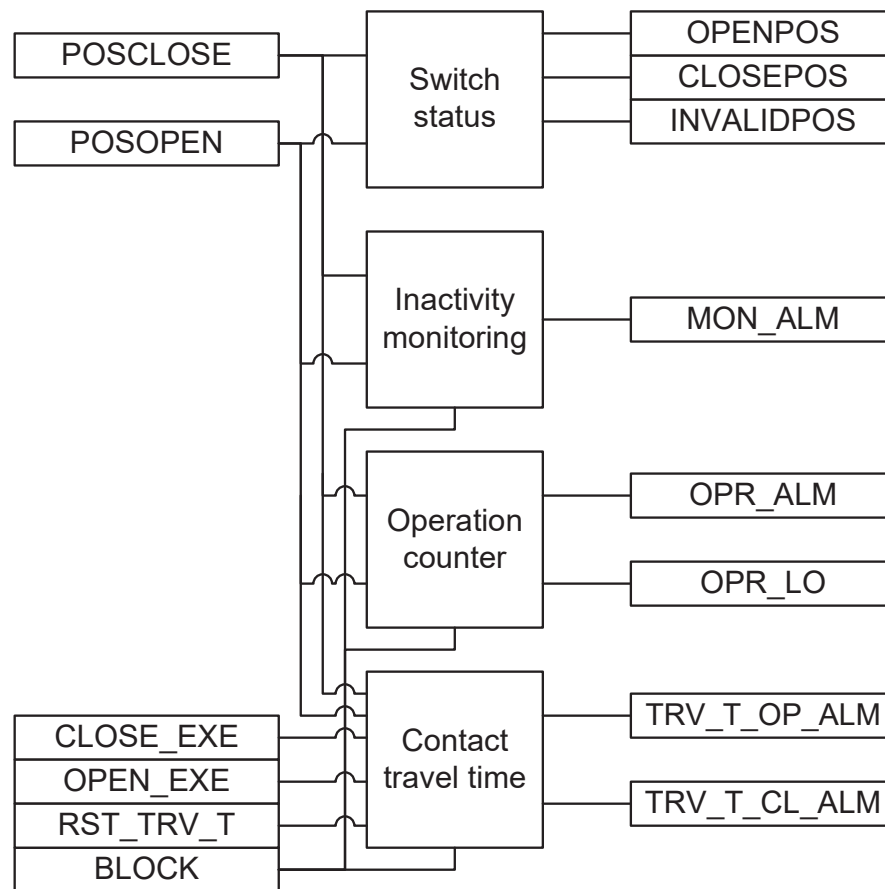 POSCLOSE
POSOPEN
Switch
status
OPENPOS
CLOSEPOS
INVALIDPOS
Inactivity
monitoring
MON_ALM
Operation
counter
OPR_ALM
OPR_LO
CLOSE_EXE
OPEN_EXE
RST_TRV_T
BLOCK
Contact
travel time
TRV_T_OP_ALM
TRV_T_CL_ALM